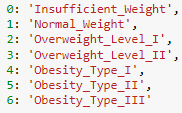 0: 'Insufficient_Weight',
1: 'Normal_Weight',
2: 'Overweight_Level_I',
3: 'Overweight_Level_II',
4: 'Obesity_Type_I',
5: 'Obesity_Type_II',
6: 'Obesity_Type_III'